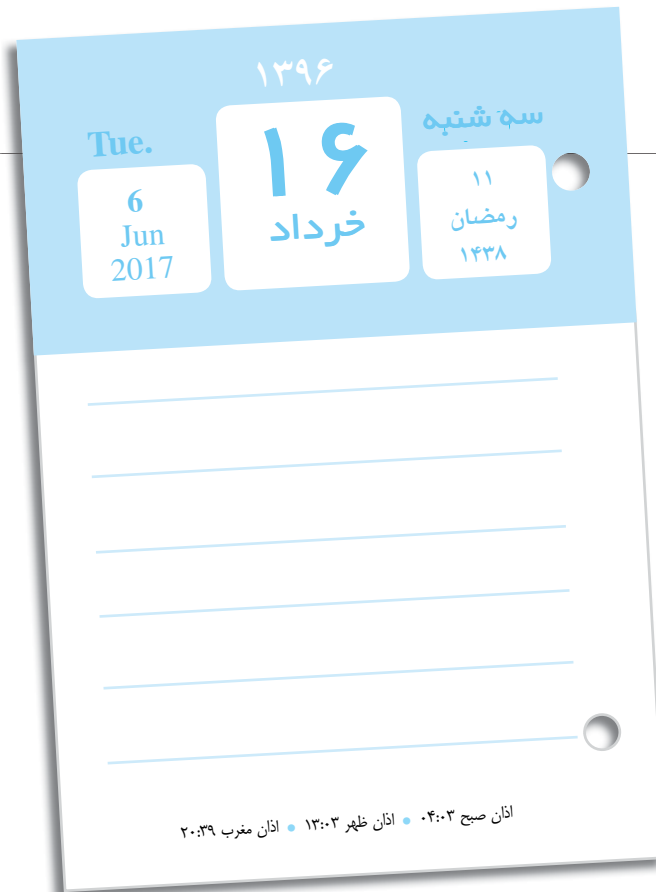 ۱۳۹۶
سه شنبه
۱۱
رمضان
۱۴۳۸
۱۶
خرداد
Tue.
6
Jun
2017
اذان صبح ۰۴:۰۳ • اذان ظهر ۱۳:۰۳ • اذان مغرب ۲۰:۳۹